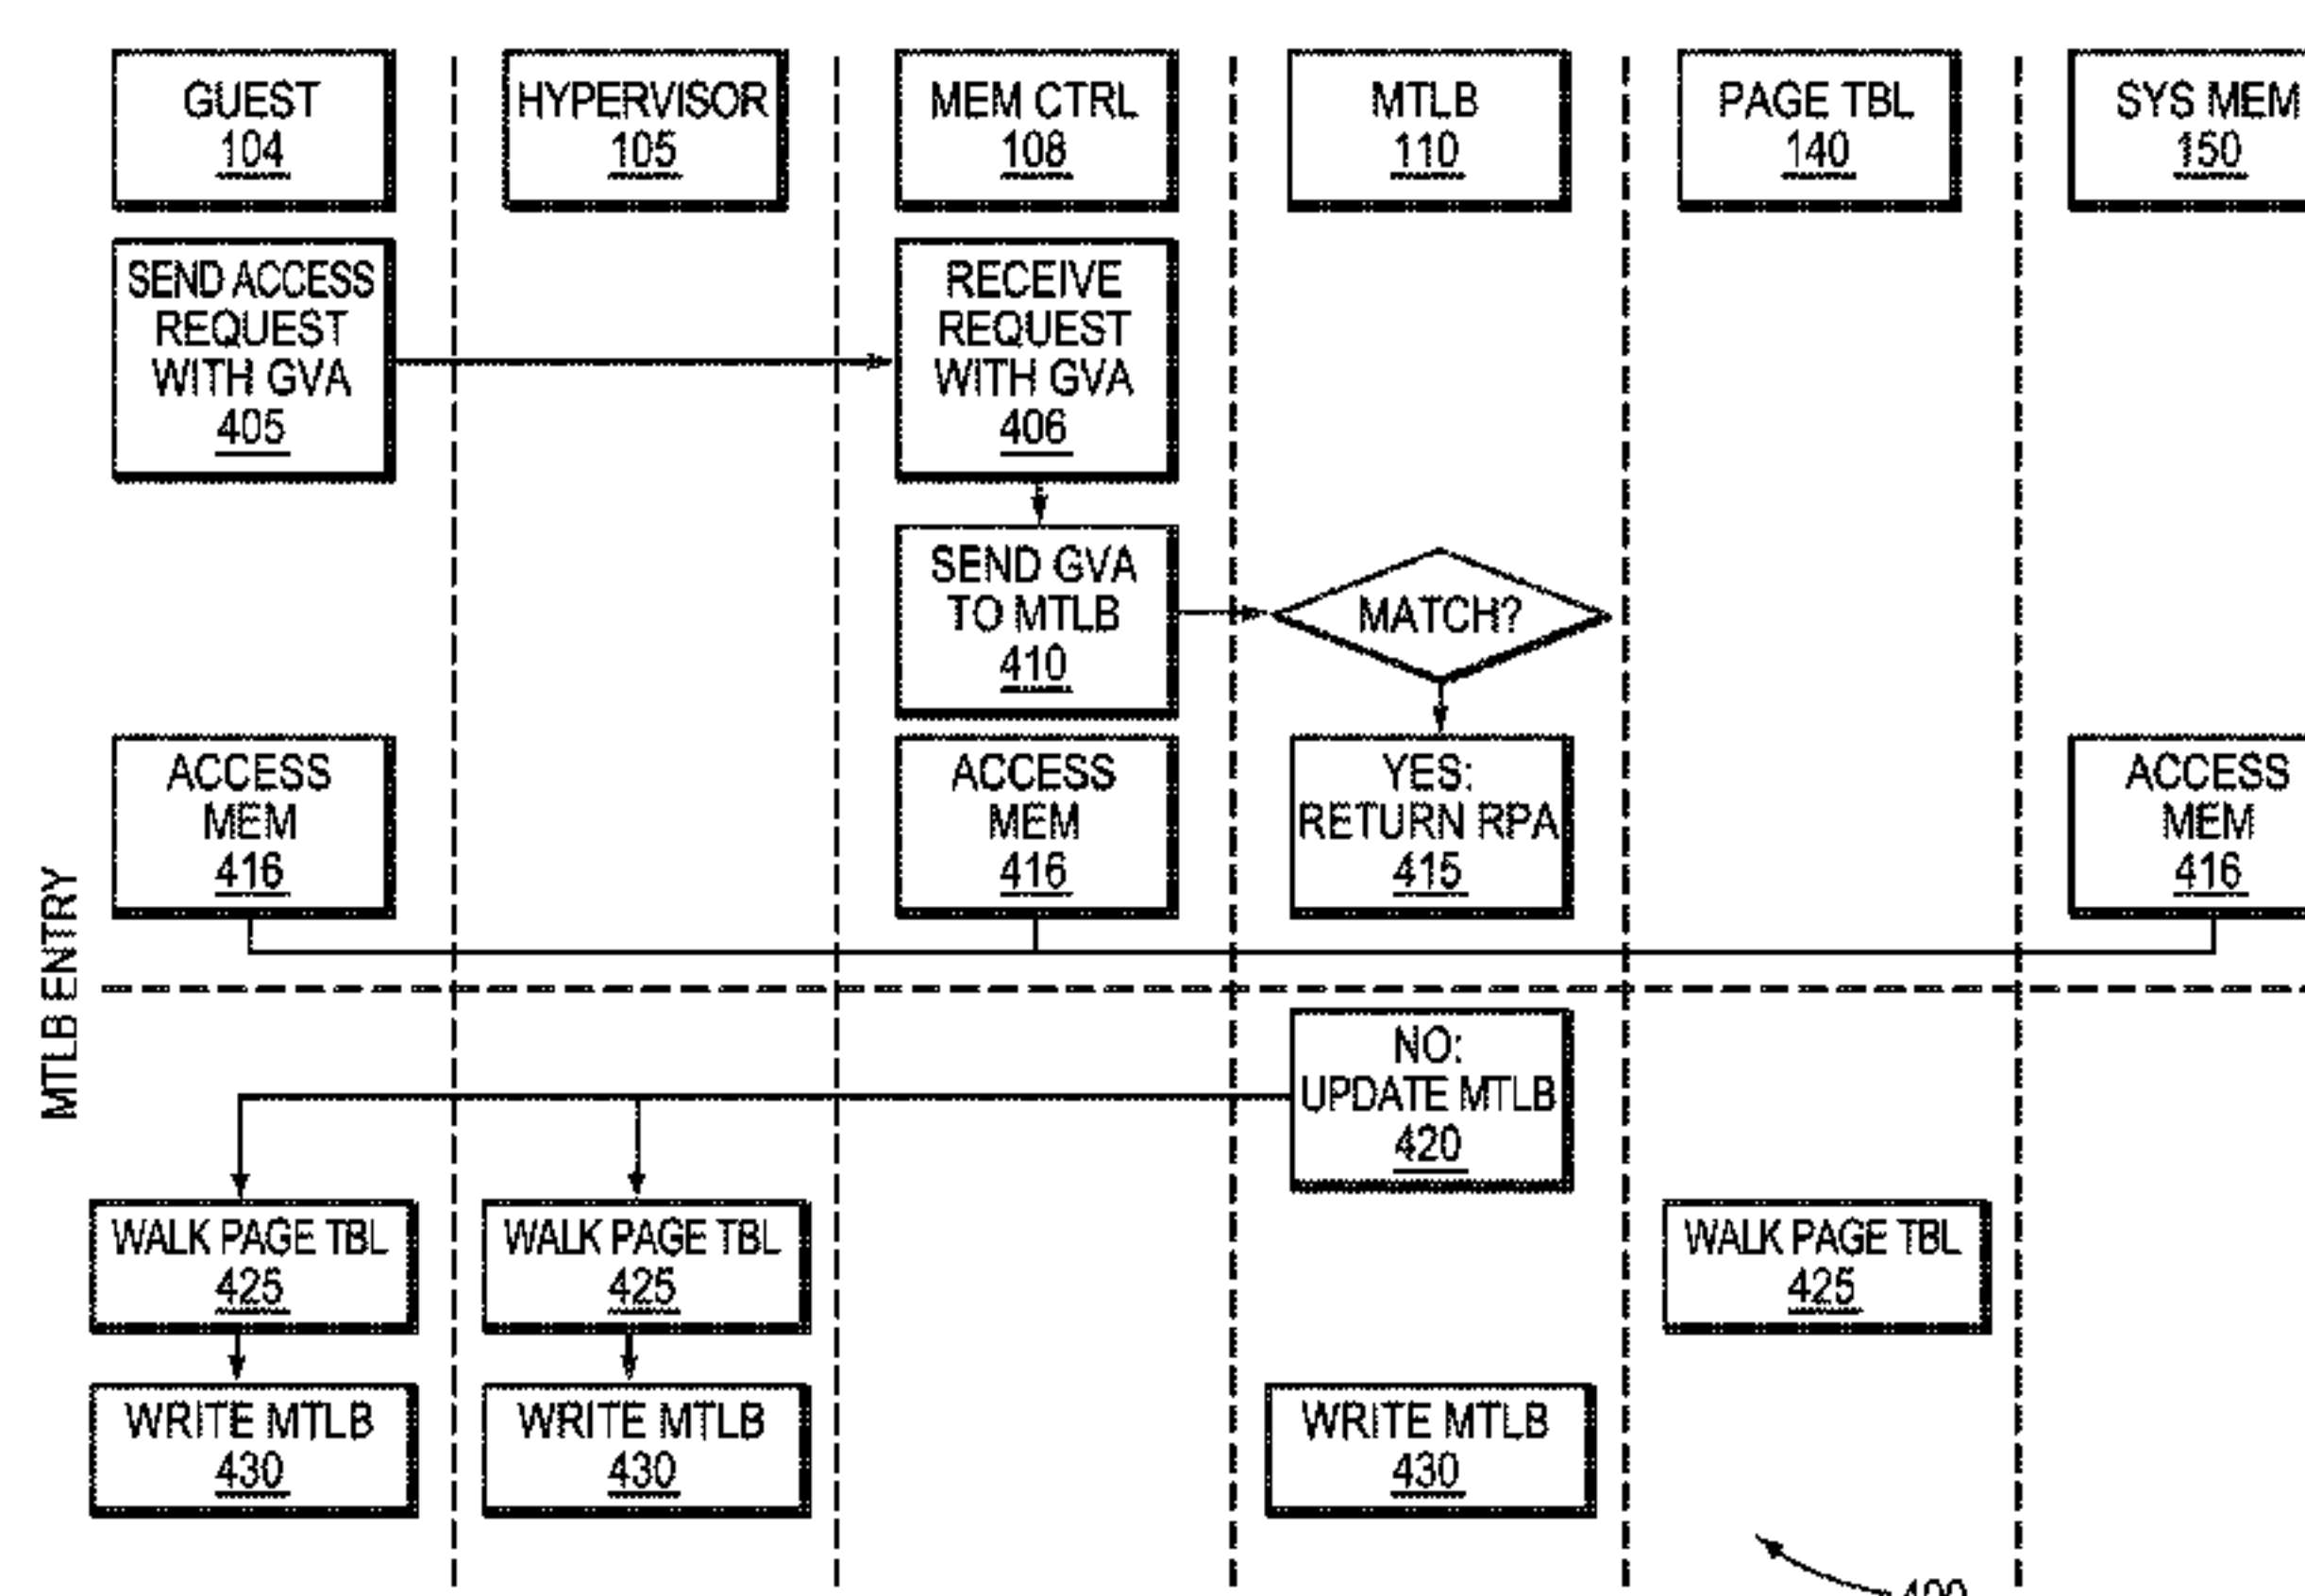 GUEST
104
HYPERVISOR
105
MEM CTRL
108
MTLB
110
PAGE TBL
140
SYS MEM
150
SEND ACCESS
REQUEST
WITH GVA
405
RECEIVE
REQUEST
WITH GVA
406
SEND GVA
TO MTLB
410
MATCH?
ACCESS
MEM
416
ACCESS
MEM
416
YES:
RETURN RPA
415
ACCESS
MEM
416
MTLB ENTRY
NO:
UPDATE MTLB
420
WALK PAGE TBL
425
WALK PAGE TBL
425
WALK PAGE TBL
425
WRITE MTLB
430
WRITE MTLB
430
WRITE MTLB
430